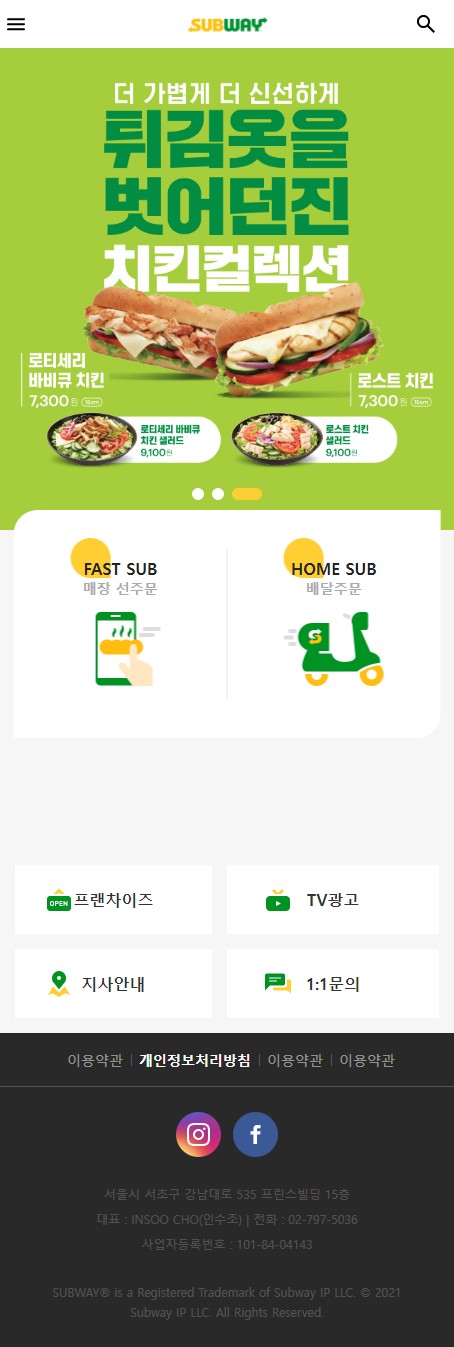 SUBWAY
더 가볍게 더 신선하게
튀김옷을
벗어던진
치킨컬렉션
로티세리
바비큐 치킨
7,300원 15cm
로스트 치킨
7,300원 15cm
로티세리 바비큐
치킨 샐러드
9,100원
로스트 치킨
샐러드
9,100원
FAST SUB
매장 선주문
HOME SUB
배달주문
OPEN
프랜차이즈
TV광고
지사안내
1:1문의
이용약관 | 개인정보처리방침 | 이용약관 | 이용약관
서울시 서초구 강남대로 535 프린스빌딩 15층
대표 : INSOO CHO(인수조) | 전화 : 02-797-5036
사업자등록번호 : 101-84-04143
SUBWAY® is a Registered Trademark of Subway IP LLC. © 2021
Subway IP LLC. All Rights Reserved.